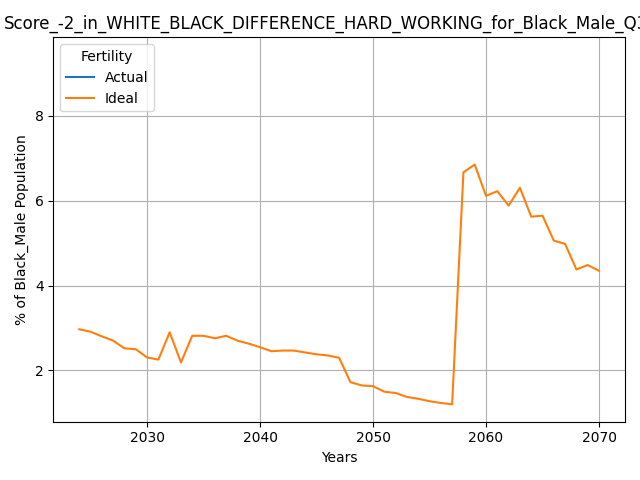 Score_-2_in_WHITE_BLACK_DIFFERENCE_HARD_WORKING_for_Black_Male_Q
Fertility
Actual
Ideal
8
6
4
2
% of Black_Male Population
2030 2040 2050 2060 2070
Years